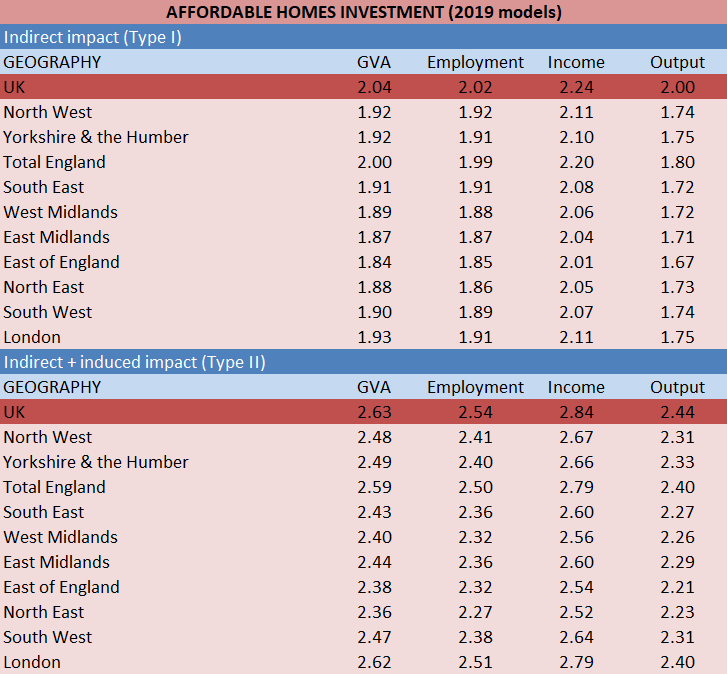 AFFORDABLE HOMES INVESTMENT (2019 models)
Indirect impact (Type I)
GEOGRAPHY GVA Employment Income Output
UK 2.04 2.02 2.24 2.00
North West 1.92 1.92 2.11 1.74
Yorkshire & the Humber 1.92 1.91 2.10 1.75
Total England 2.00 1.99 2.20 1.80
South East 1.91 1.91 2.08 1.72
West Midlands 1.89 1.88 2.06 1.72
East Midlands 1.87 1.87 2.04 1.71
East of England 1.84 1.85 2.01 1.67
North East 1.88 1.86 2.05 1.73
South West 1.90 1.89 2.07 1.74
London 1.93 1.91 2.11 1.75
Indirect + induced impact (Type II)
GEOGRAPHY GVA Employment Income Output
UK 2.63 2.54 2.84 2.44
North West 2.48 2.41 2.67 2.31
Yorkshire & the Humber 2.49 2.40 2.66 2.33
Total England 2.59 2.50 2.79 2.40
South East 2.43 2.36 2.60 2.27
West Midlands 2.40 2.32 2.56 2.26
East Midlands 2.44 2.36 2.60 2.29
East of England 2.38 2.32 2.54 2.21
North East 2.36 2.27 2.52 2.23
South West 2.47 2.38 2.64 2.31
London 2.62 2.51 2.79 2.40